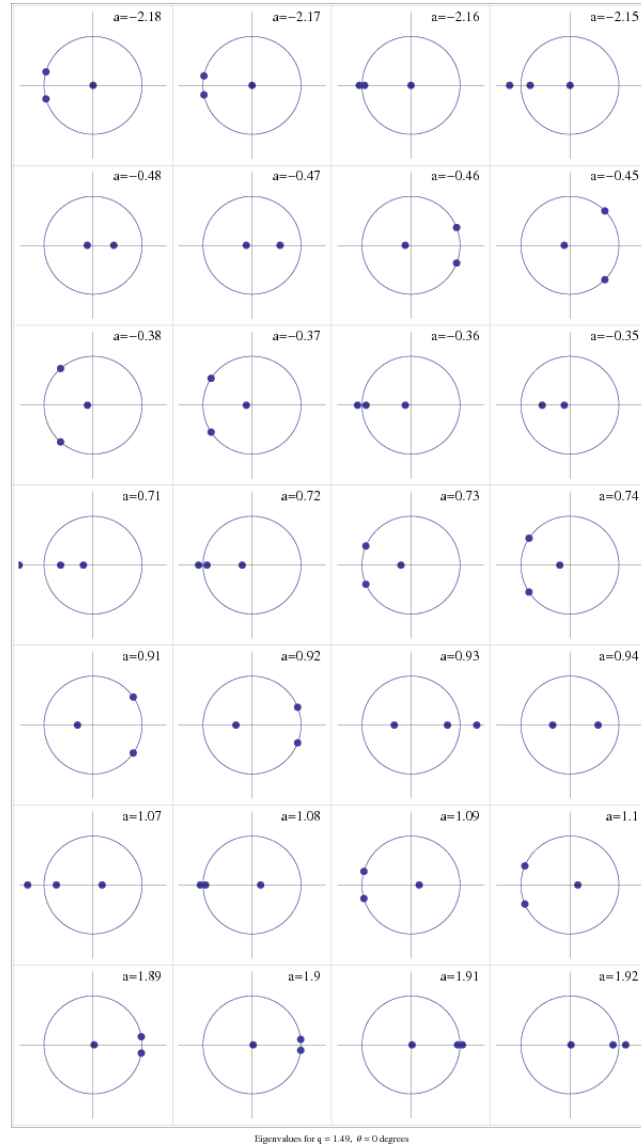 a=−2.18 a=−2.17 a=−2.16 a=−2.15
a=−0.48 a=−0.47 a=−0.46 a=−0.45
a=−0.38 a=−0.37 a=−0.36 a=−0.35
a=0.71 a=0.72 a=0.73 a=0.74
a=0.91 a=0.92 a=0.93 a=0.94
a=1.07 a=1.08 a=1.09 a=1.1
a=1.89 a=1.9 a=1.91 a=1.92
Eigenvalues for q = 1.49, θ = 0 degrees